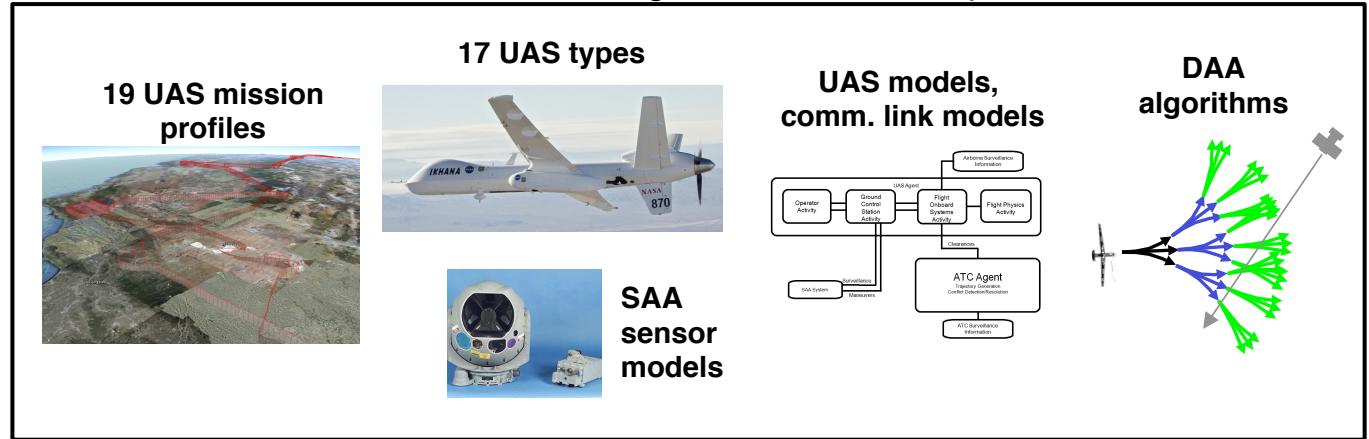 19 UAS mission
profiles
17 UAS types
IKHANA
NASA
NASA
870
SAA
sensor
models
UAS models,
comm. link models
Airborne Surveillance
Information
UAS Agent
Operator
Activity
Ground
Control
Station
Activity
Flight
Onboard
Systems
Activity
Flight Physics
Activity
Clearances
SAA System
Surveillance
Maneuvers
ATC Agent
Trajectory Generation
Conflict Detection/Resolution
ATC Surveillance
Information
DAA
algorithms